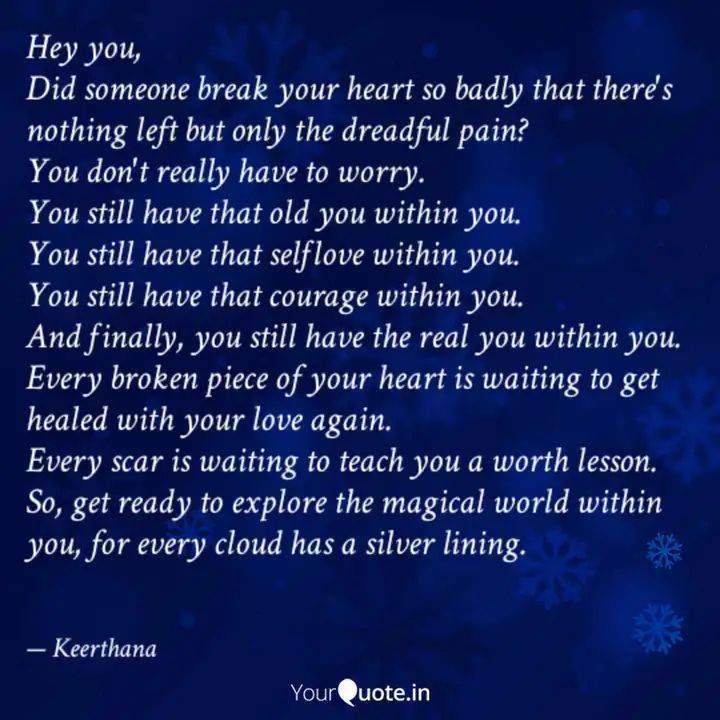 Hey you,
Did someone break your heart so badly that there's
nothing left but only the dreadful pain?
You don't really have to worry.
You still have that old you within you.
You still have that selflove within you.
You still have that courage within you.
And finally, you still have the real you within you.
Every broken piece of your heart is waiting to get
healed with your love again.
Every scar is waiting to teach you a worth lesson.
So, get ready to explore the magical world within
you, for every cloud has a silver lining.
— Keerthana
YourQuote.in